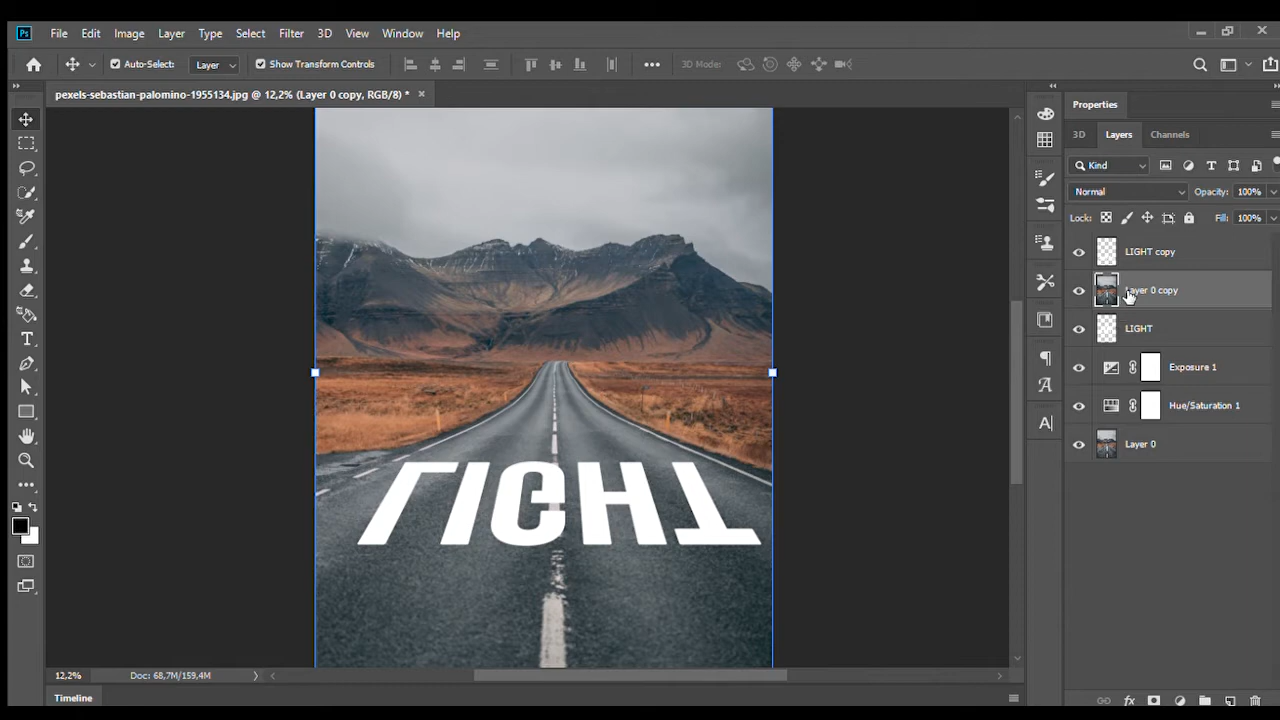 Ps File Edit Image Layer Type Select Filter 3D View Window Help
Auto-Select: Layer Show Transform Controls 3D Mode:
pexels-sebastian-palomino-1955134.jpg @ 12,2% (Layer 0 copy, RGB/8) *
Properties
3D Layers Channels
Kind
Normal Opacity: 100%
Lock: Fill: 100%
LIGHT copy
Layer 0 copy
LIGHT
Exposure 1
Hue/Saturation 1
Layer 0
LIGHT
12,2% Doc: 68,7M/159,4M
Timeline